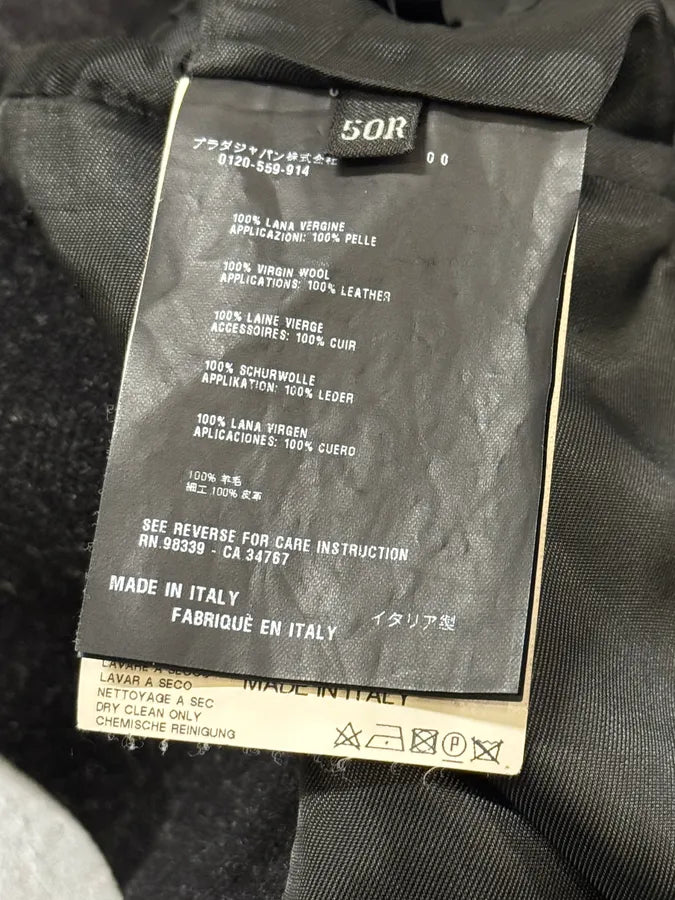 50R
プラダジャパン株式会社
0120-559-914
00
100% LANA VERGINE
APPLICAZIONI: 100% PELLE
100% VIRGIN WOOL
APPLICATIONS: 100% LEATHER
100% LAINE VIERGE
ACCESSOIRES: 100% CUIR
100% SCHURWOLLE
APPLIKATION: 100% LEDER
100% LANA VIRGEN
APLICACIONES: 100% CUERO
100% 羊毛
細工 100% 皮革
SEE REVERSE FOR CARE INSTRUCTION
RN.98339 - CA 34767
MADE IN ITALY
FABRIQUÈ EN ITALY
イタリア製
LAVARE A SECCO
LAVAR A SECO
NETTOYAGE A SEC
DRY CLEAN ONLY
CHEMISCHE REINIGUNG
MADE IN ITALY
P